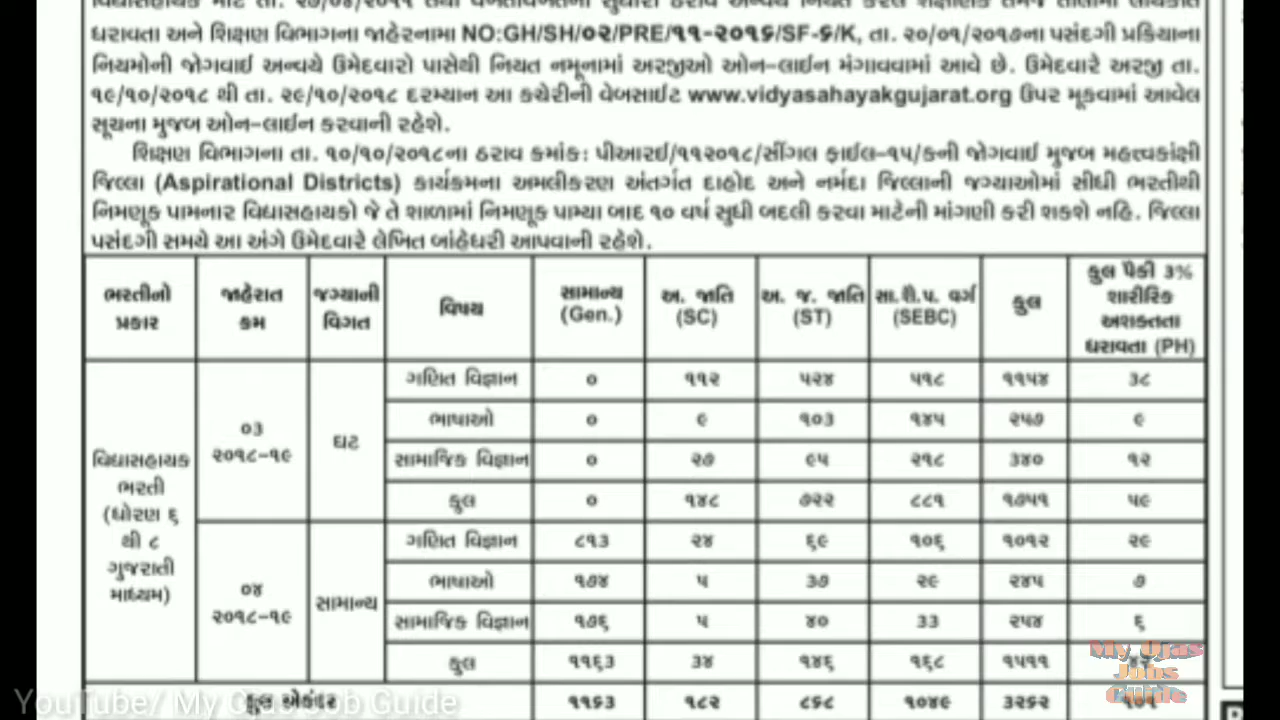 ધરાવતા અને શિક્ષણ વિભાગના જાહેરનામા NO:GH/SH/૦૨/PRE/૧૧-૨૦૧૬/SF-૬/K, તા. ૨૦/૦૧/૨૦૧૭ના પસંદગી પ્રક્રિયાના
નિયમોની જોગવાઈ અન્વયે ઉમેદવારો પાસેથી નિયત નમૂનામાં અરજીઓ ઓન-લાઈન મંગાવવામાં આવે છે. ઉમેદવારે અરજી તા.
૧૯/૧૦/૨૦૧૮ થી તા. ૨૯/૧૦/૨૦૧૮ દરમ્યાન આ કચેરીની વેબસાઈટ www.vidyasahayakgujarat.org ઉપર મૂકવામાં આવેલ
સૂચના મુજબ ઓન-લાઈન કરવાની રહેશે.
શિક્ષણ વિભાગના તા. ૧૦/૧૦/૨૦૧૮ના ઠરાવ ક્રમાંક: પીઆરઈ/૧૧૨૦૧૮/સીંગલ ફાઈલ-૧૫/કની જોગવાઈ મુજબ મહત્વકાંક્ષી
જિલ્લા (Aspirational Districts) કાર્યક્રમના અમલીકરણ અંતર્ગત દાહોદ અને નર્મદા જિલ્લાની જગ્યાઓમાં સીધી ભરતીથી
નિમણૂક પામનાર વિદ્યાસહાયકો જે તે શાળામાં નિમણૂક પામ્યા બાદ ૧૦ વર્ષ સુધી બદલી કરવા માટેની માંગણી કરી શકશે નહિ. જિલ્લા
પસંદગી સમયે આ અંગે ઉમેદવારે લેખિત બાંહેધરી આપવાની રહેશે.
ભરતીનો પ્રકાર જાહેરાત ક્રમ જગ્યાની વિગત વિષય સામાન્ય (Gen.) અ. જાતિ (SC) અ. જ. જાતિ (ST) સા.શૈ.પ. વર્ગ (SEBC) કુલ કુલ પૈકી ૩% શારીરિક અશકતતા ધરાવતા (PH)
વિદ્યાસહાયક ભરતી (ધોરણ ૬ થી ૮ ગુજરાતી માધ્યમ)
૦૩ ૨૦૧૮-૧૯ ઘટ
ગણિત વિજ્ઞાન ૦ ૧૧૨ ૫૨૪ ૫૧૮ ૧૧૫૪ ૩૮
ભાષાઓ ૦ ૯ ૧૦૩ ૧૪૫ ૨૫૭ ૯
સામાજિક વિજ્ઞાન ૦ ૨૭ ૯૫ ૨૧૮ ૩૪૦ ૧૨
કુલ ૦ ૧૪૮ ૭૨૨ ૮૮૧ ૧૭૫૧ ૫૯
૦૪ ૨૦૧૮-૧૯ સામાન્ય
ગણિત વિજ્ઞાન ૮૧૩ ૨૪ ૬૯ ૧૦૬ ૧૦૧૨ ૨૯
ભાષાઓ ૧૭૪ ૫ ૩૭ ૨૯ ૨૪૫ ૭
સામાજિક વિજ્ઞાન ૧૭૬ ૫ ૪૦ ૩૩ ૨૫૪ ૬
કુલ ૧૧૬૩ ૩૪ ૧૪૬ ૧૬૮ ૧૫૧૧
કુલ એકંદર ૧૧૬૩ ૧૮૨ ૮૬૮ ૧૦૪૯ ૩૨૬૨
My Ojas
Jobs
Guide
YouTube/ My Ojas Job Guide